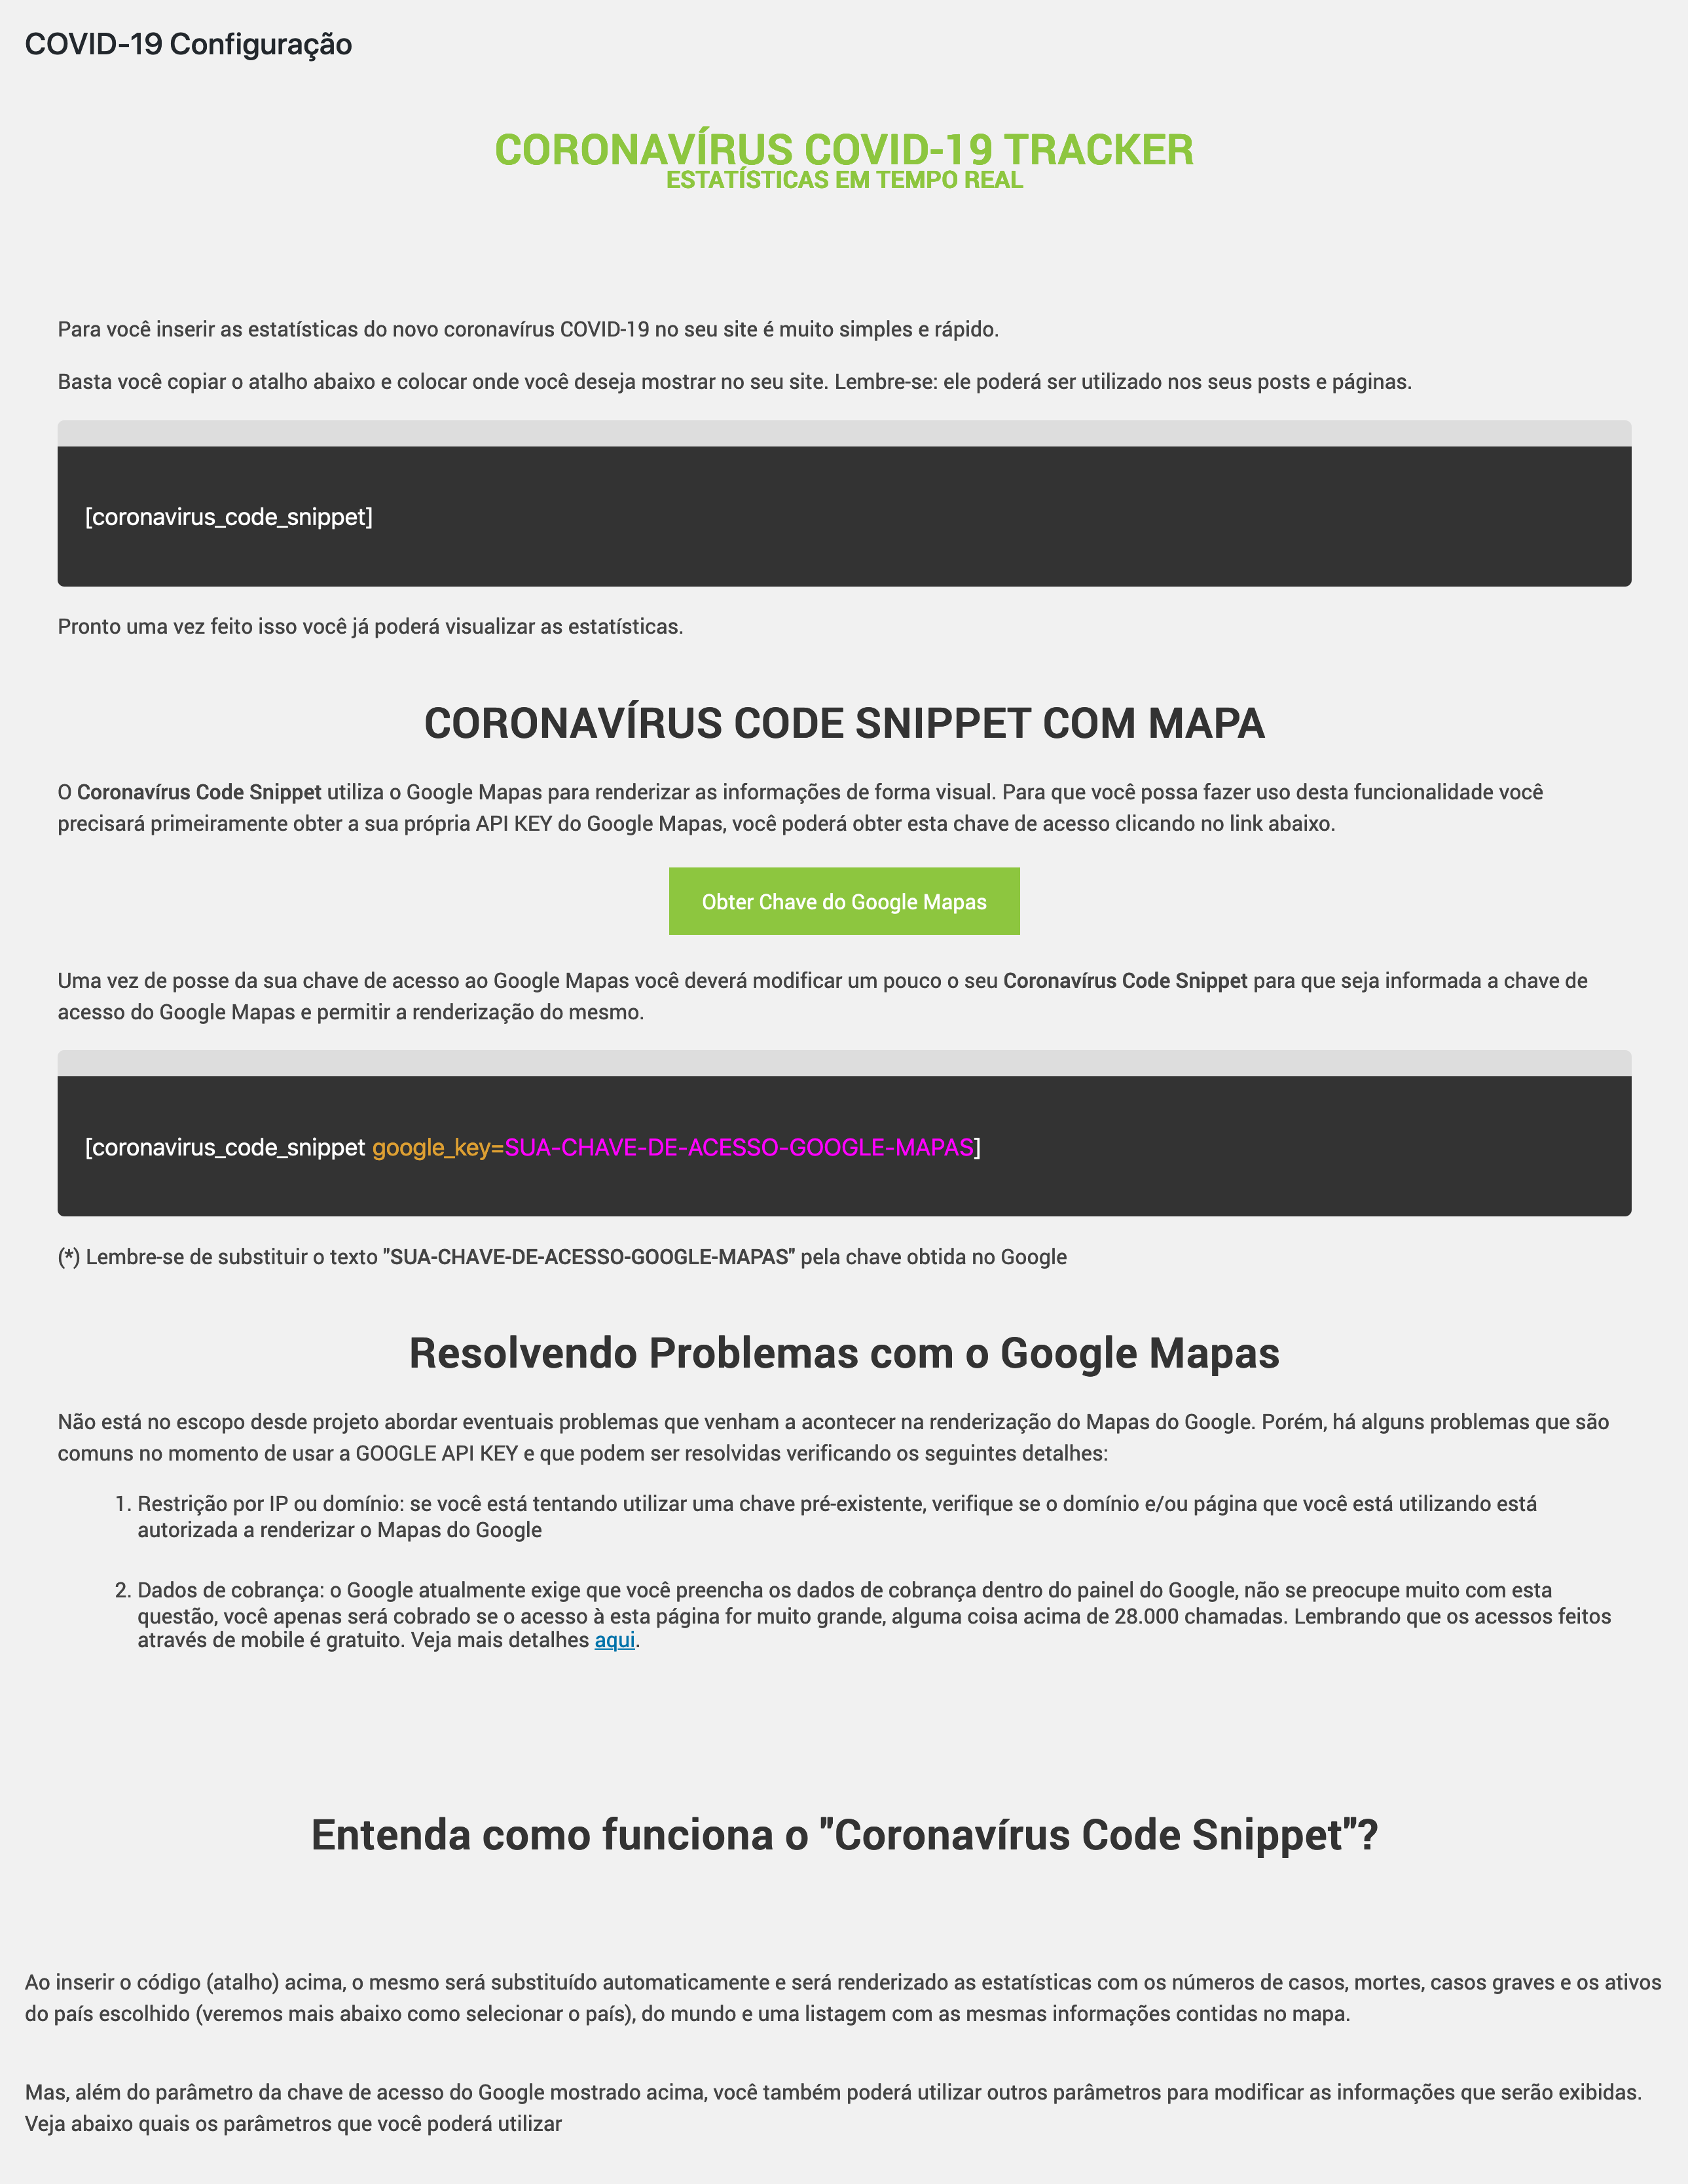 COVID-19 Configuração
CORONAVÍRUS COVID-19 TRACKER
ESTATÍSTICAS EM TEMPO REAL
Para você inserir as estatísticas do novo coronavírus COVID-19 no seu site é muito simples e rápido.
Basta você copiar o atalho abaixo e colocar onde você deseja mostrar no seu site. Lembre-se: ele poderá ser utilizado nos seus posts e páginas.
[coronavirus_code_snippet]
Pronto uma vez feito isso você já poderá visualizar as estatísticas.
CORONAVÍRUS CODE SNIPPET COM MAPA
O Coronavírus Code Snippet utiliza o Google Mapas para renderizar as informações de forma visual. Para que você possa fazer uso desta funcionalidade você
precisará primeiramente obter a sua própria API KEY do Google Mapas, você poderá obter esta chave de acesso clicando no link abaixo.
Obter Chave do Google Mapas
Uma vez de posse da sua chave de acesso ao Google Mapas você deverá modificar um pouco o seu Coronavírus Code Snippet para que seja informada a chave de
acesso do Google Mapas e permitir a renderização do mesmo.
[coronavirus_code_snippet google_key=SUA-CHAVE-DE-ACESSO-GOOGLE-MAPAS]
(*) Lembre-se de substituir o texto "SUA-CHAVE-DE-ACESSO-GOOGLE-MAPAS" pela chave obtida no Google
Resolvendo Problemas com o Google Mapas
Não está no escopo desde projeto abordar eventuais problemas que venham a acontecer na renderização do Mapas do Google. Porém, há alguns problemas que são
comuns no momento de usar a GOOGLE API KEY e que podem ser resolvidas verificando os seguintes detalhes:
1. Restrição por IP ou domínio: se você está tentando utilizar uma chave pré-existente, verifique se o domínio e/ou página que você está utilizando está
autorizada a renderizar o Mapas do Google
2. Dados de cobrança: o Google atualmente exige que você preencha os dados de cobrança dentro do painel do Google, não se preocupe muito com esta
questão, você apenas será cobrado se o acesso à esta página for muito grande, alguma coisa acima de 28.000 chamadas. Lembrando que os acessos feitos
através de mobile é gratuito. Veja mais detalhes aqui.
Entenda como funciona o "Coronavírus Code Snippet"?
Ao inserir o código (atalho) acima, o mesmo será substituído automaticamente e será renderizado as estatísticas com os números de casos, mortes, casos graves e os ativos
do país escolhido (veremos mais abaixo como selecionar o país), do mundo e uma listagem com as mesmas informações contidas no mapa.
Mas, além do parâmetro da chave de acesso do Google mostrado acima, você também poderá utilizar outros parâmetros para modificar as informações que serão exibidas.
Veja abaixo quais os parâmetros que você poderá utilizar